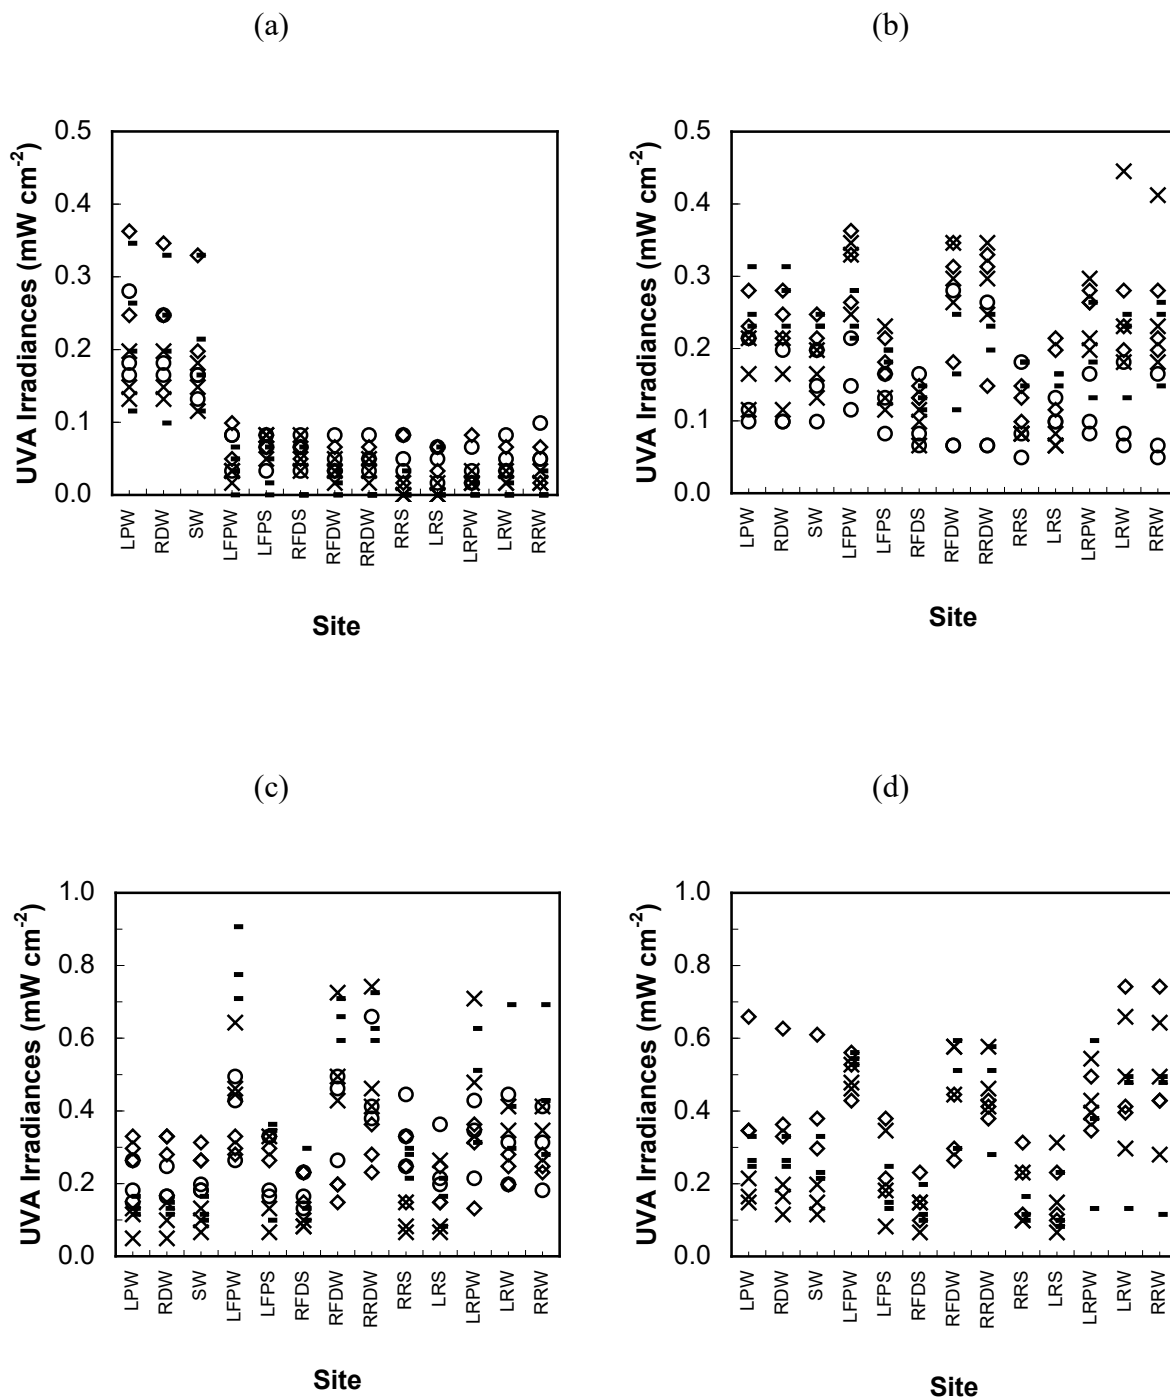 (a)
UVA Irradiances (mW cm-2)
0.5
0.4
0.3
0.2
0.1
0.0
LPW
RDW
SW
LFPW
LFPS
RFDS
RFDW
RRDW
RRS
LRS
LRPW
LRW
RRW
Site
(b)
UVA Irradiances (mW cm-2)
0.5
0.4
0.3
0.2
0.1
0.0
LPW
RDW
SW
LFPW
LFPS
RFDS
RFDW
RRDW
RRS
LRS
LRPW
LRW
RRW
Site
(c)
UVA Irradiances (mW cm-2)
1.0
0.8
0.6
0.4
0.2
0.0
LPW
RDW
SW
LFPW
LFPS
RFDS
RFDW
RRDW
RRS
LRS
LRPW
LRW
RRW
Site
(d)
UVA Irradiances (mW cm-2)
1.0
0.8
0.6
0.4
0.2
0.0
LPW
RDW
SW
LFPW
LFPS
RFDS
RFDW
RRDW
RRS
LRS
LRPW
LRW
RRW
Site